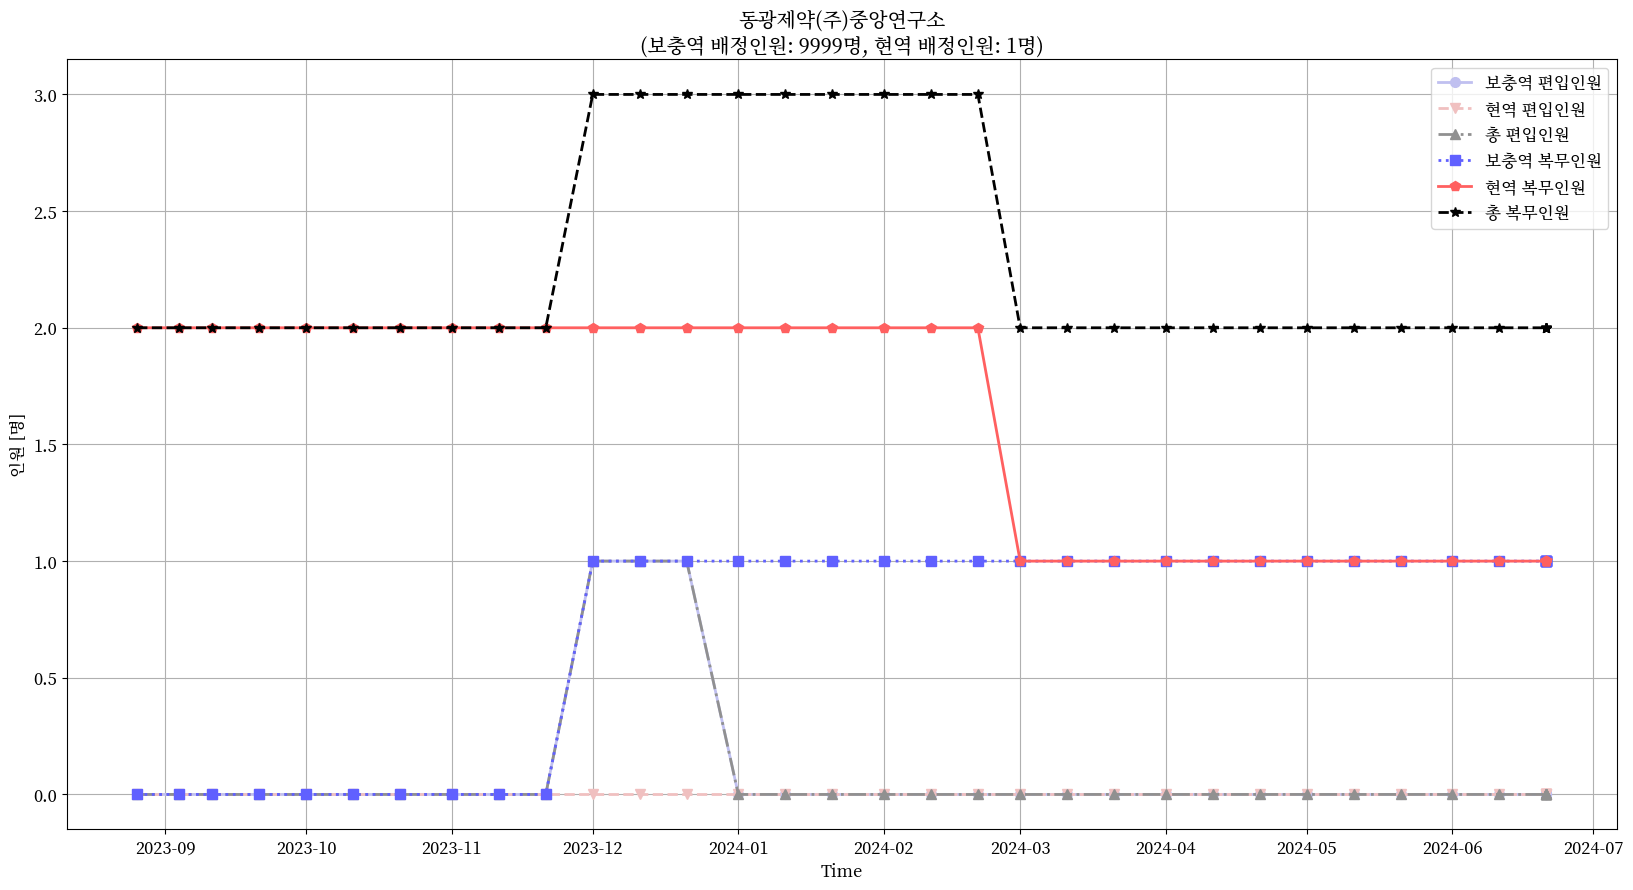 동광제약(주)중앙연구소
(보충역 배정인원: 9999명, 현역 배정인원: 1명)
보충역 편입인원
현역 편입인원
총 편입인원
보충역 복무인원
현역 복무인원
총 복무인원
인원 [명]
3.0
2.5
2.0
1.5
1.0
0.5
0.0
2023-09 2023-10 2023-11 2023-12 2024-01 2024-02 2024-03 2024-04 2024-05 2024-06 2024-07
Time